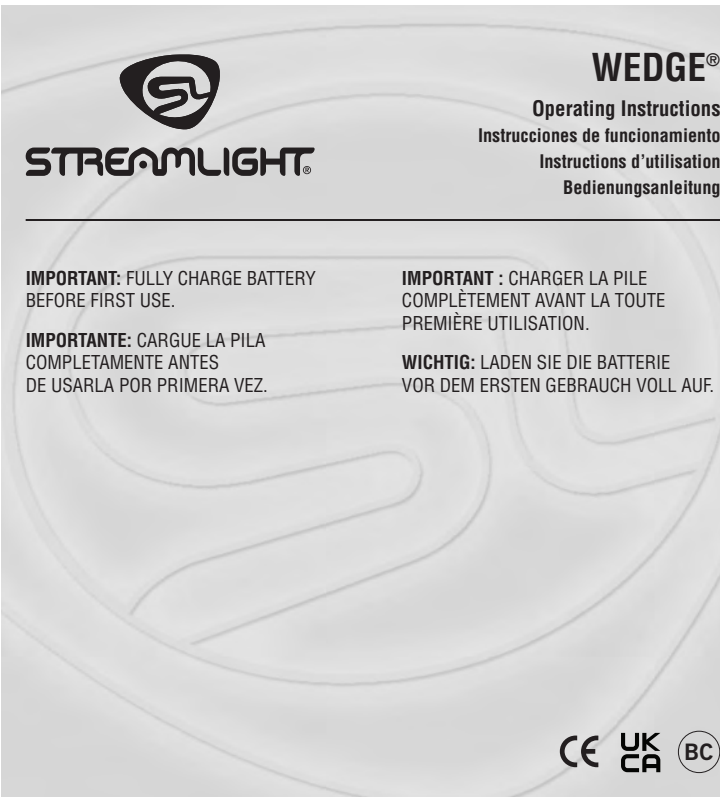 STREAMLIGHT®
WEDGE®
Operating Instructions
Instrucciones de funcionamiento
Instructions d’utilisation
Bedienungsanleitung
IMPORTANT: FULLY CHARGE BATTERY
BEFORE FIRST USE.
IMPORTANTE: CARGUE LA PILA
COMPLETAMENTE ANTES
DE USARLA POR PRIMERA VEZ.
IMPORTANT : CHARGER LA PILE
COMPLÈTEMENT AVANT LA TOUTE
PREMIÈRE UTILISATION.
WICHTIG: LADEN SIE DIE BATTERIE
VOR DEM ERSTEN GEBRAUCH VOLL AUF.
CE UK
CA BC